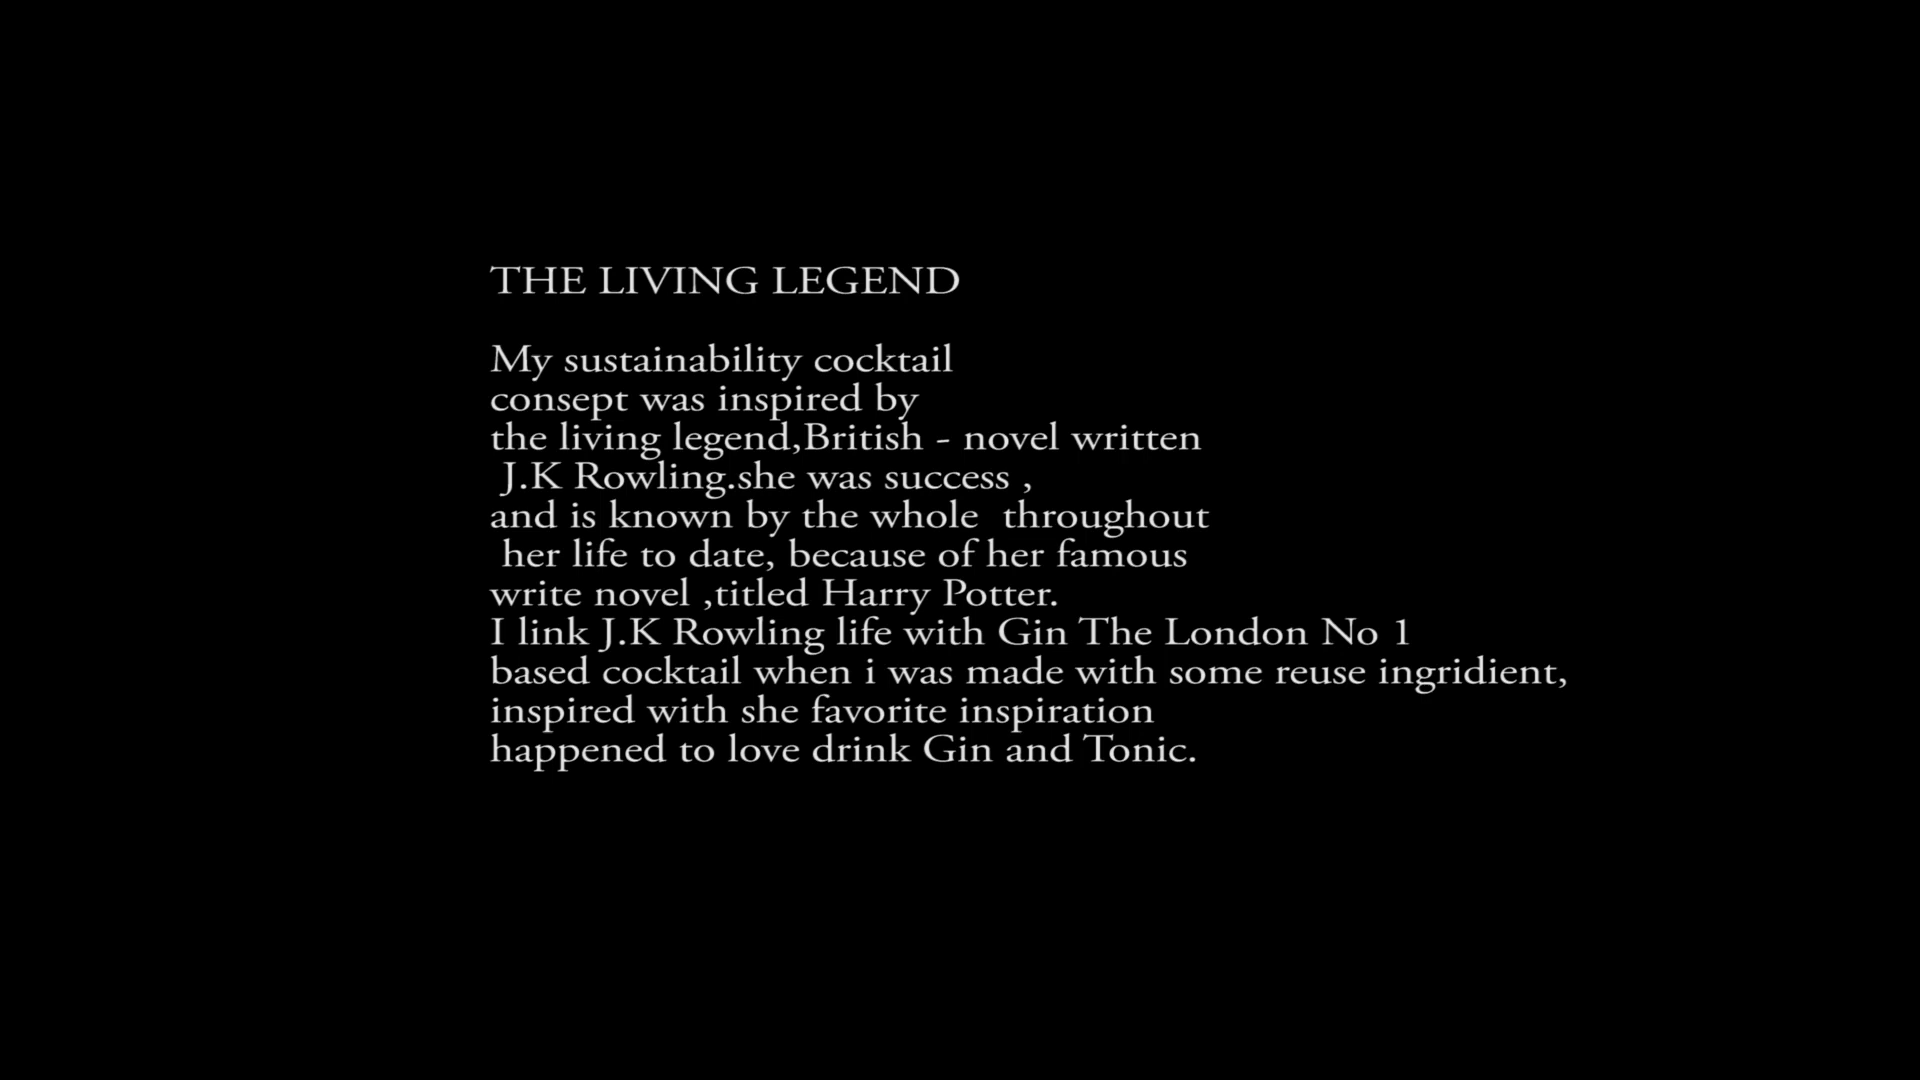 THE LIVING LEGEND
My sustainability cocktail
consept was inspired by
the living legend,British - novel written
J.K Rowling.she was success ,
and is known by the whole  throughout
her life to date, because of her famous
write novel ,titled Harry Potter.
I link J.K Rowling life with Gin The London No 1
based cocktail when i was made with some reuse ingridient,
inspired with she favorite inspiration
happened to love drink Gin and Tonic.